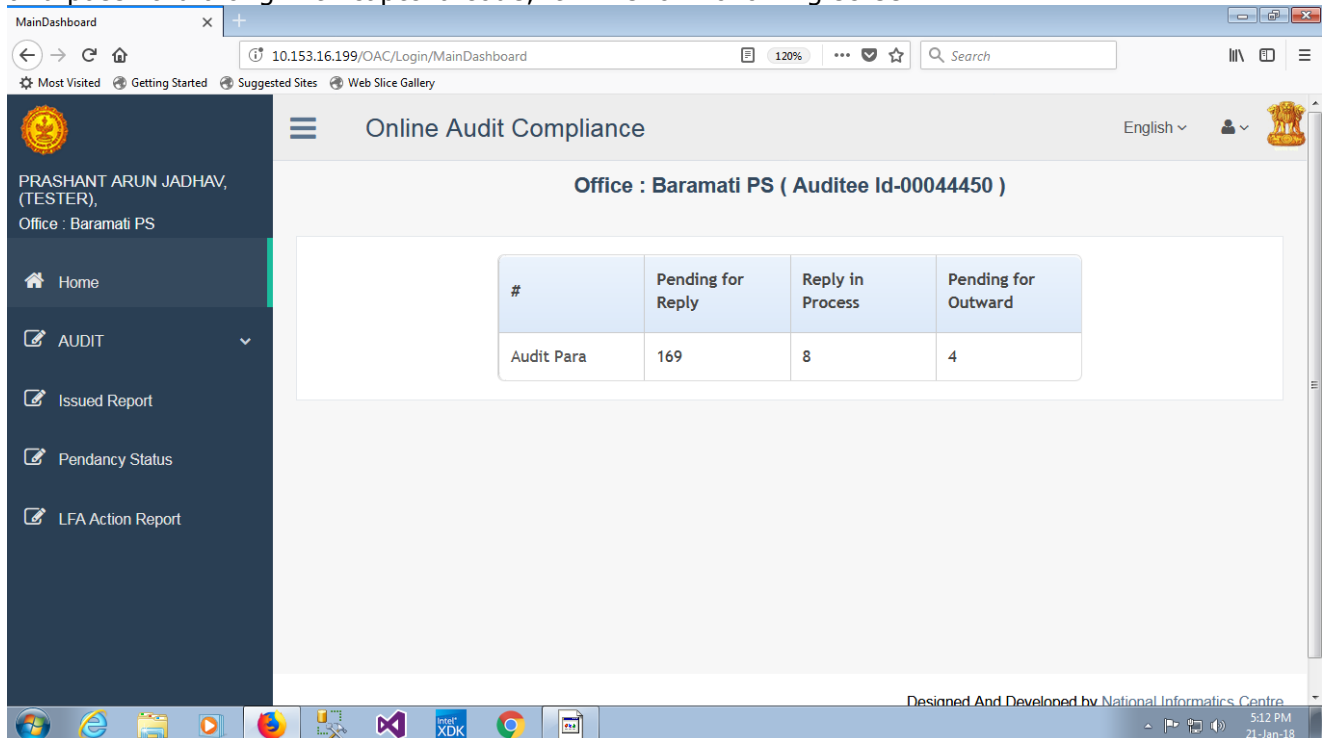 MainDashboard
10.153.16.199/OAC/Login/MainDashboard
120%
Search
Most Visited Getting Started Suggested Sites Web Slice Gallery
Online Audit Compliance
English
PRASHANT ARUN JADHAV,
(TESTER),
Office : Baramati PS
Office : Baramati PS ( Auditee Id-00044450 )
Home
AUDIT
Issued Report
Pendancy Status
LFA Action Report
# Pending for Reply Reply in Process Pending for Outward
Audit Para 169 8 4
Designed And Developed by National Informatics Centre
intel XDK
5:12 PM
21-Jan-18